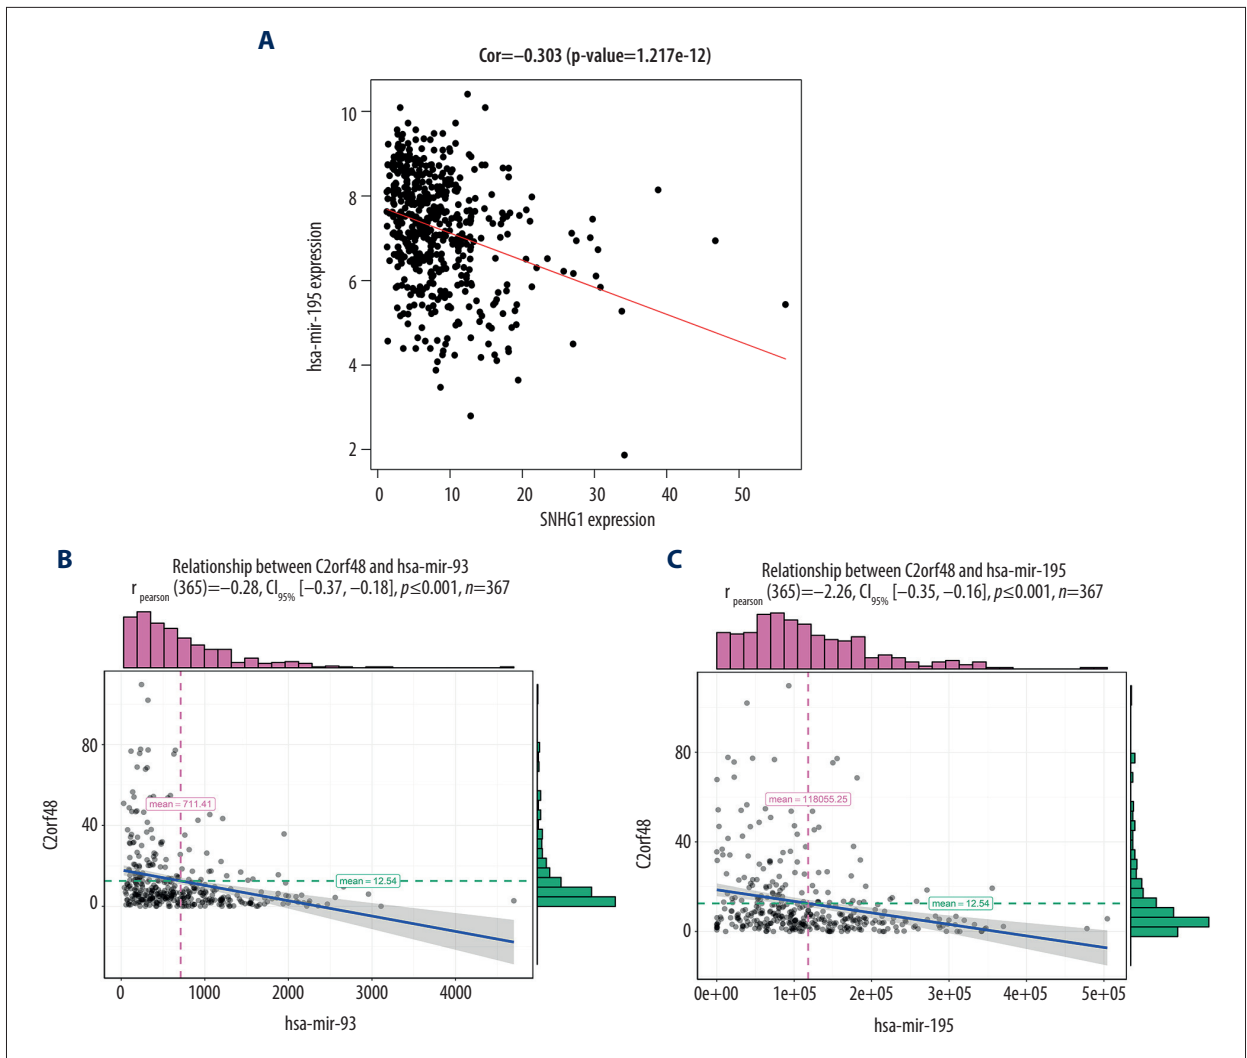 A
Cor=−0.303 (p-value=1.217e-12)
10
8
6
4
2
hsa-mir-195 expression
0 10 20 30 40 50
SNHG1 expression
B
Relationship between C2orf48 and hsa-mir-93
r pearson (365)=−0.28, CI95% [−0.37, −0.18], p≤0.001, n=367
80
40
0
C2orf48
mean = 711.41
mean = 12.54
0 1000 2000 3000 4000
hsa-mir-93
C
Relationship between C2orf48 and hsa-mir-195
r pearson (365)=−2.26, CI95% [−0.35, −0.16], p≤0.001, n=367
80
40
0
C2orf48
mean = 118055.25
mean = 12.54
0e+00 1e+05 2e+05 3e+05 4e+05 5e+05
hsa-mir-195